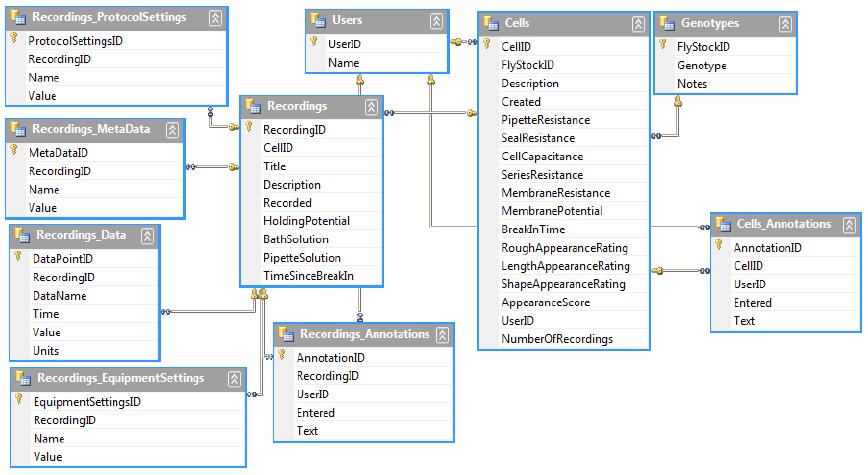 Recordings_ProtocolSettings
ProtocolSettingsID
RecordingID
Name
Value
Users
UserID
Name
Cells
CellID
FlyStockID
Description
Created
PipetteResistance
SealResistance
CellCapacitance
SeriesResistance
MembraneResistance
MembranePotential
BreakInTime
RoughAppearanceRating
LengthAppearanceRating
ShapeAppearanceRating
AppearanceScore
UserID
NumberOfRecordings
Genotypes
FlyStockID
Genotype
Notes
Recordings_MetaData
MetaDataID
RecordingID
Name
Value
Recordings
RecordingID
CellID
Title
Description
Recorded
HoldingPotential
BathSolution
PipetteSolution
TimeSinceBreakIn
Recordings_Data
DataPointID
RecordingID
DataName
Time
Value
Units
Cells_Annotations
AnnotationID
CellID
UserID
Entered
Text
Recordings_Annotations
AnnotationID
RecordingID
UserID
Entered
Text
Recordings_EquipmentSettings
EquipmentSettingsID
RecordingID
Name
Value